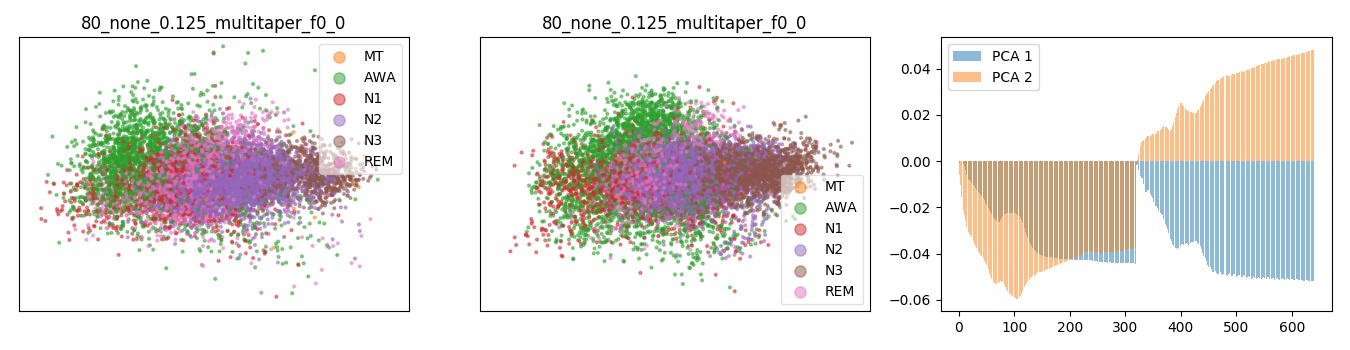 80_none_0.125_multitaper_f0_0
MT
AWA
N1
N2
N3
REM
80_none_0.125_multitaper_f0_0
MT
AWA
N1
N2
N3
REM
PCA 1
PCA 2
0.04
0.02
0.00
−0.02
−0.04
−0.06
0 100 200 300 400 500 600